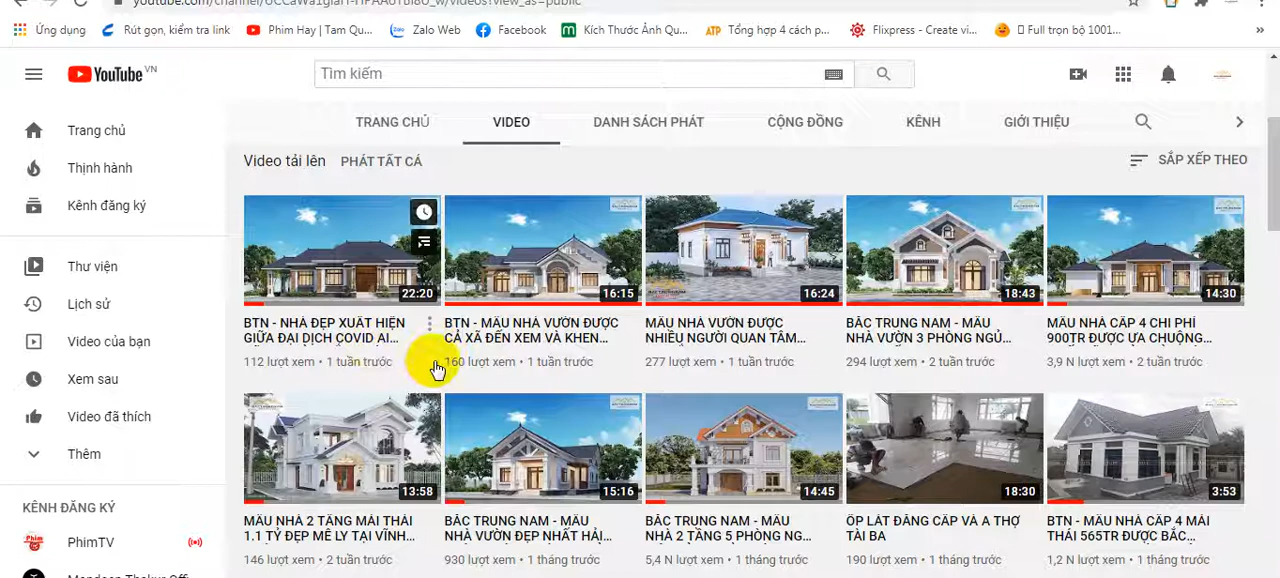 Ứng dụng
Rút gọn, kiểm tra link
Phim Hay | Tam Qu...
Zalo Web
Facebook
Kích Thước Ảnh Qu...
Tổng hợp 4 cách p...
Flixpress - Create vi...
Full trọn bộ 1001...
YouTube VN
Tìm kiếm
TRANG CHỦ
VIDEO
DANH SÁCH PHÁT
CỘNG ĐỒNG
KÊNH
GIỚI THIỆU
Trang chủ
Thịnh hành
Kênh đăng ký
Thư viện
Lịch sử
Video của bạn
Xem sau
Video đã thích
Thêm
KÊNH ĐĂNG KÝ
PhimTV
Video tải lên
PHÁT TẤT CẢ
SẮP XẾP THEO
22:20
16:15
16:24
18:43
14:30
BTN - NHÀ ĐẸP XUẤT HIỆN
GIỮA ĐẠI DỊCH COVID AI...
112 lượt xem • 1 tuần trước
BTN - MẪU NHÀ VƯỜN ĐƯỢC
CẢ XÃ ĐẾN XEM VÀ KHEN...
160 lượt xem • 1 tuần trước
MẪU NHÀ VƯỜN ĐƯỢC
NHIỀU NGƯỜI QUAN TÂM...
277 lượt xem • 1 tuần trước
BẮC TRUNG NAM - MẪU
NHÀ VƯỜN 3 PHÒNG NGỦ...
294 lượt xem • 2 tuần trước
MẪU NHÀ CẤP 4 CHI PHÍ
900TR ĐƯỢC ƯA CHUỘNG...
3,9 N lượt xem • 2 tuần trước
13:58
15:16
14:45
18:30
3:53
MẪU NHÀ 2 TẦNG MÁI THÁI
1.1 TỶ ĐẸP MÊ LY TẠI VĨNH...
146 lượt xem • 2 tuần trước
BẮC TRUNG NAM - MẪU
NHÀ VƯỜN ĐẸP NHẤT HẢI...
930 lượt xem • 1 tháng trước
BẮC TRUNG NAM - MẪU
NHÀ 2 TẦNG 5 PHÒNG NG...
5,4 N lượt xem • 1 tháng trước
ỐP LÁT ĐẲNG CẤP VÀ A THỢ
TÀI BA
190 lượt xem • 1 tháng trước
BTN - MẪU NHÀ CẤP 4 MÁI
THÁI 565TR ĐƯỢC BẮC...
1,2 N lượt xem • 1 tháng trước